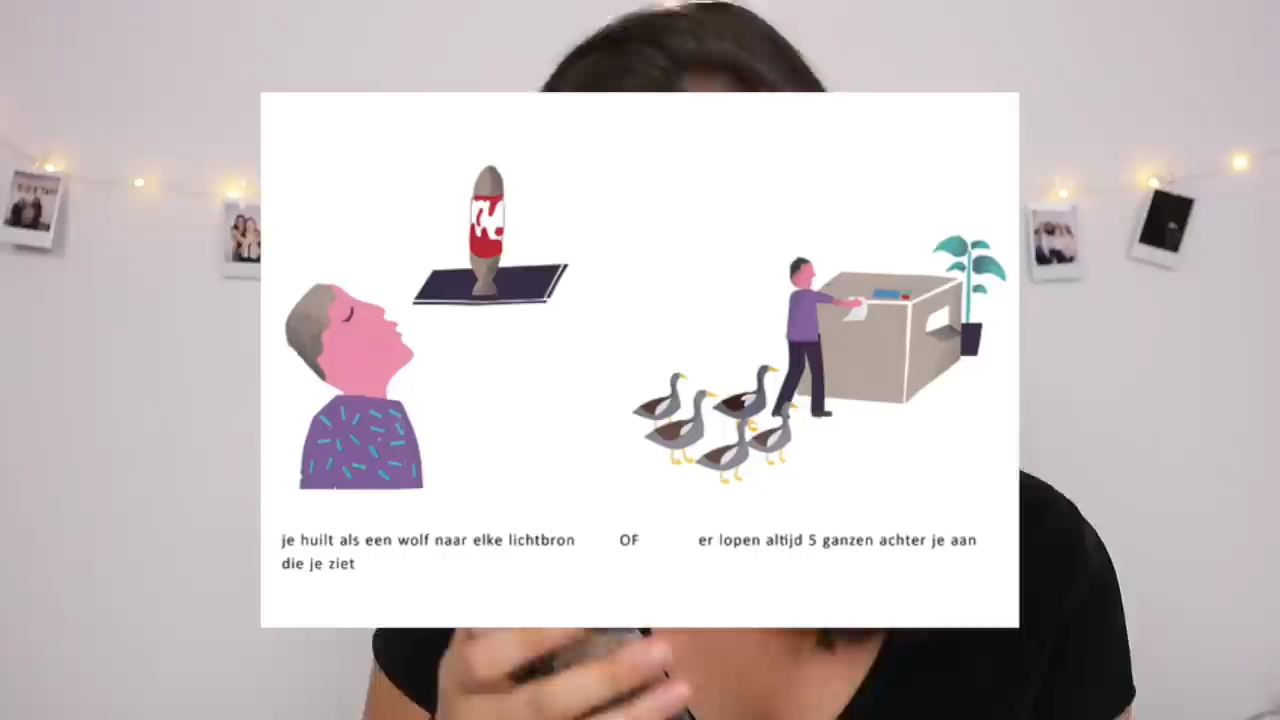 je huilt als een wolf naar elke lichtbron
die je ziet
OF
er lopen altijd 5 ganzen achter je aan